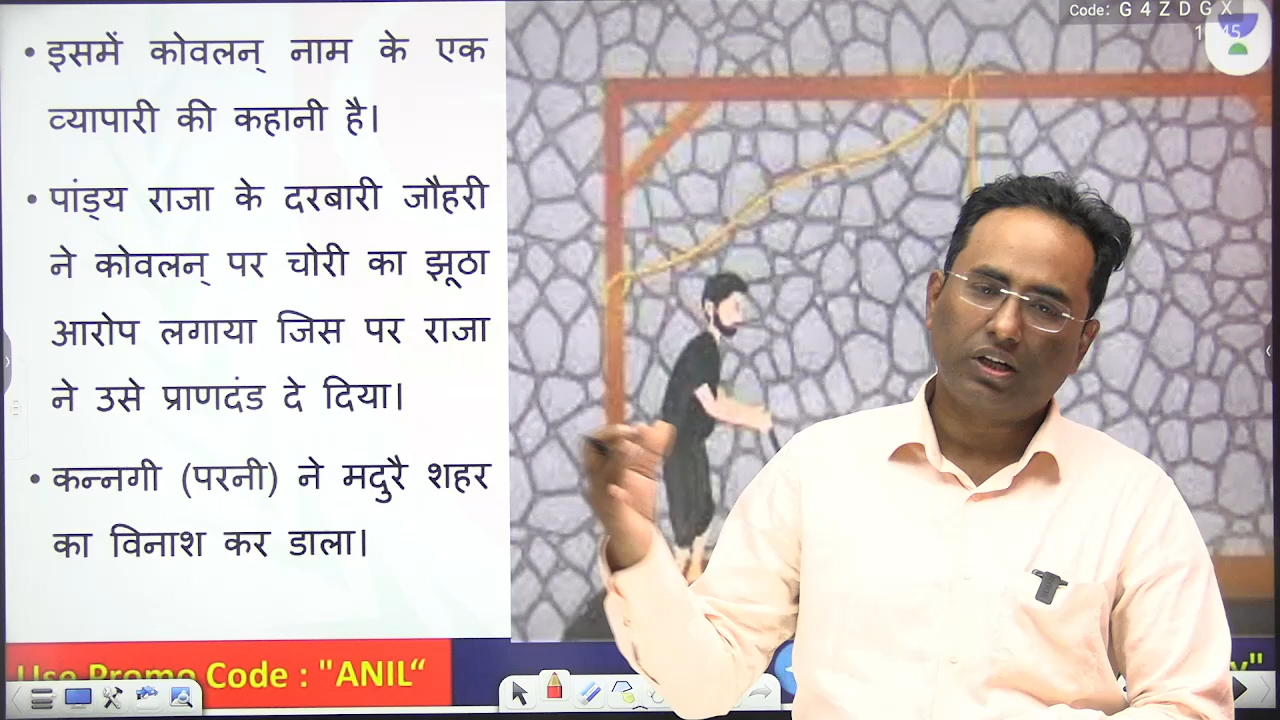 Code: G 4 Z D G X
• इसमें कोवलन् नाम के एक
व्यापारी की कहानी है।
• पांड्य राजा के दरबारी जौहरी
ने कोवलन् पर चोरी का झूठा
आरोप लगाया जिस पर राजा
ने उसे प्राणदंड दे दिया।
• कन्नगी (परनी) ने मदुरै शहर
का विनाश कर डाला।
Use Promo Code : "ANIL“